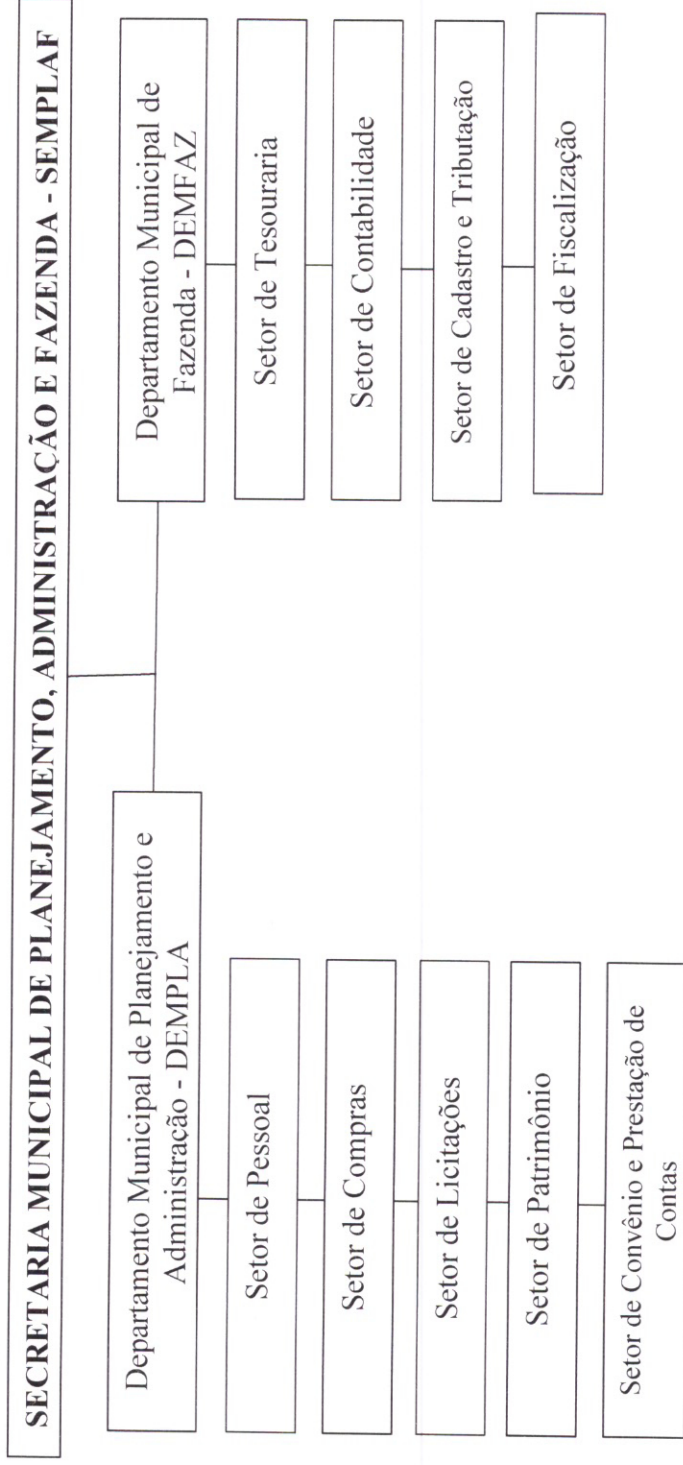 SECRETARIA MUNICIPAL DE PLANEJAMENTO, ADMINISTRAÇÃO E FAZENDA - SEMPLAF
Departamento Municipal de Planejamento e
Administração - DEMPLA
Setor de Pessoal
Setor de Compras
Setor de Licitações
Setor de Patrimônio
Setor de Convênio e Prestação de
Contas
Departamento Municipal de
Fazenda - DEMFAZ
Setor de Tesouraria
Setor de Contabilidade
Setor de Cadastro e Tributação
Setor de Fiscalização